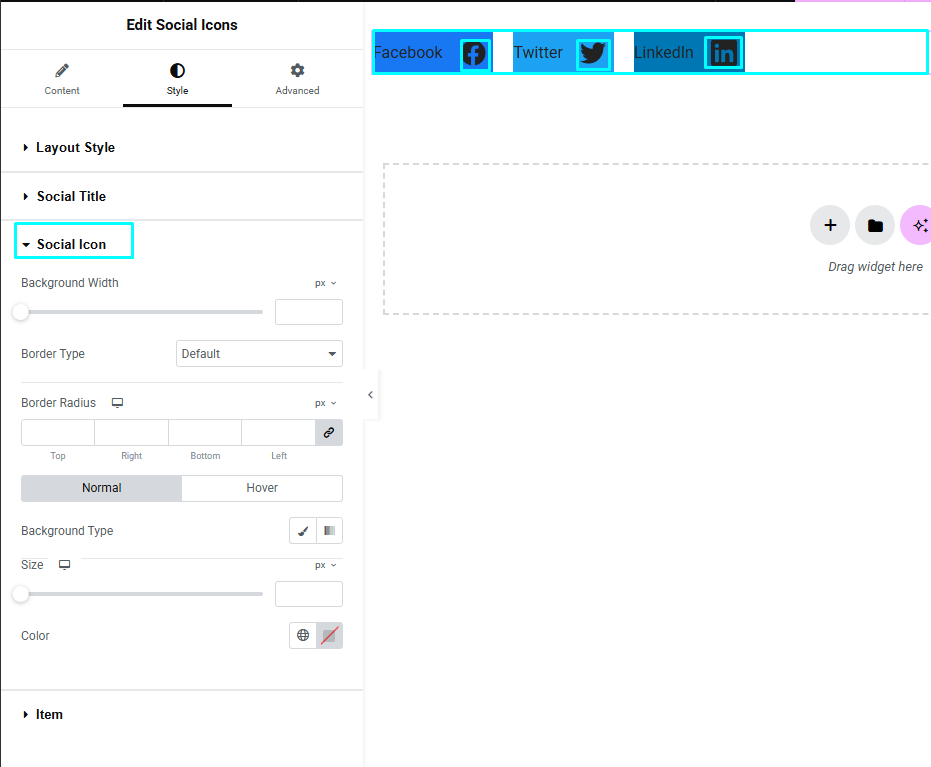 Edit Social Icons
Content
Style
Advanced
Layout Style
Social Title
Social Icon
Background Width
px
Border Type
Default
Border Radius
px
Top
Right
Bottom
Left
Normal
Hover
Background Type
Size
px
Color
Item
Facebook
Twitter
LinkedIn
Drag widget here